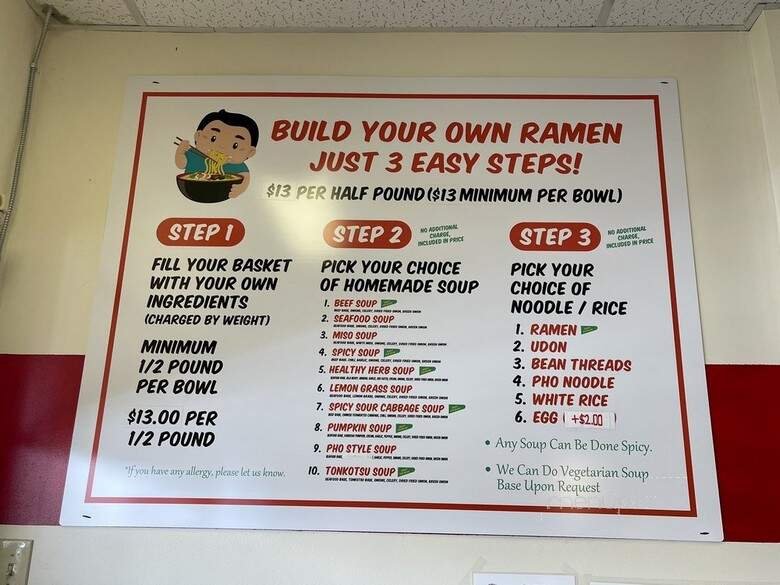 BUILD YOUR OWN RAMEN
JUST 3 EASY STEPS!
$13 PER HALF POUND ($13 MINIMUM PER BOWL)
STEP 1
FILL YOUR BASKET
WITH YOUR OWN
INGREDIENTS
(CHARGED BY WEIGHT)
MINIMUM
1/2 POUND
PER BOWL
$13.00 PER
1/2 POUND
*If you have any allergy, please let us know.
STEP 2
NO ADDITIONAL
CHARGE,
INCLUDED IN PRICE
PICK YOUR CHOICE
OF HOMEMADE SOUP
1. BEEF SOUP
2. SEAFOOD SOUP
3. MISO SOUP
4. SPICY SOUP
5. HEALTHY HERB SOUP
6. LEMON GRASS SOUP
7. SPICY SOUR CABBAGE SOUP
8. PUMPKIN SOUP
9. PHO STYLE SOUP
10. TONKOTSU SOUP
STEP 3
NO ADDITIONAL
CHARGE,
INCLUDED IN PRICE
PICK YOUR
CHOICE OF
NOODLE / RICE
1. RAMEN
2. UDON
3. BEAN THREADS
4. PHO NOODLE
5. WHITE RICE
6. EGG +$2.00
• Any Soup Can Be Done Spicy.
• We Can Do Vegetarian Soup
Base Upon Request